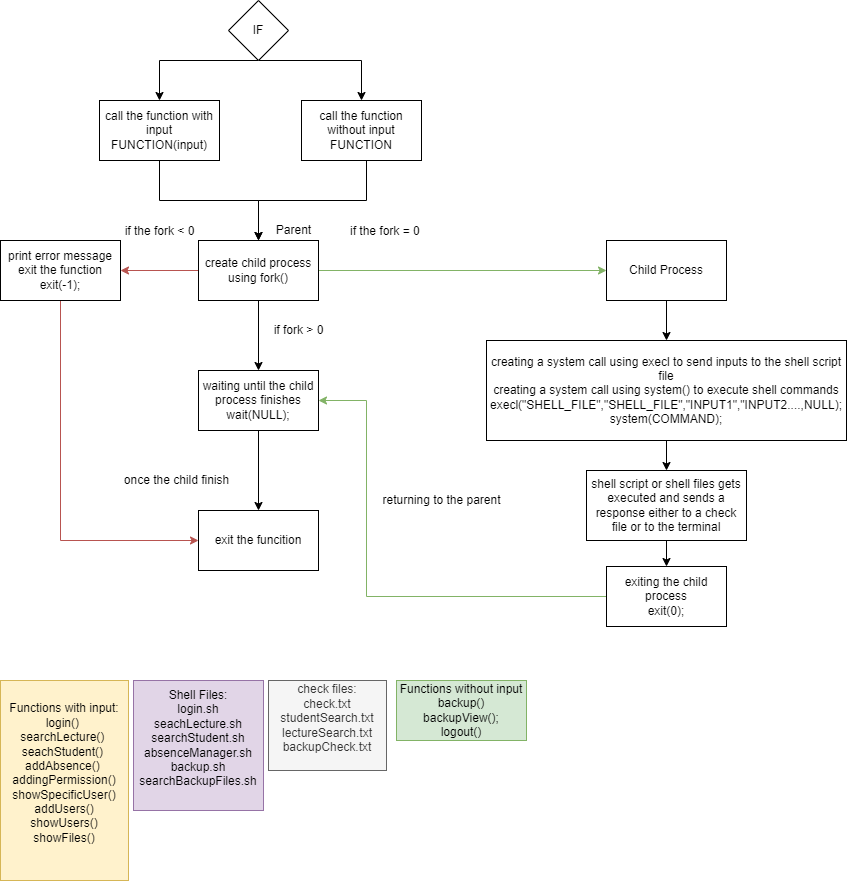 IF
call the function with
input
FUNCTION(input)
call the function
without input
FUNCTION
if the fork < 0
Parent
if the fork = 0
print error message
exit the function
exit(-1);
create child process
using fork()
Child Process
if fork > 0
creating a system call using execl to send inputs to the shell script
file
creating a system call using system() to execute shell commands
execl("SHELL_FILE","SHELL_FILE","INPUT1","INPUT2....,NULL);
system(COMMAND);
waiting until the child
process finishes
wait(NULL);
once the child finish
returning to the parent
shell script or shell files gets
executed and sends a
response either to a check
file or to the terminal
exit the funcition
exiting the child
process
exit(0);
Functions with input:
login()
searchLecture()
seachStudent()
addAbsence()
addingPermission()
showSpecificUser()
addUsers()
showUsers()
showFiles()
Shell Files:
login.sh
seachLecture.sh
searchStudent.sh
absenceManager.sh
backup.sh
searchBackupFiles.sh
check files:
check.txt
studentSearch.txt
lectureSearch.txt
backupCheck.txt
Functions without input
backup()
backupView();
logout()